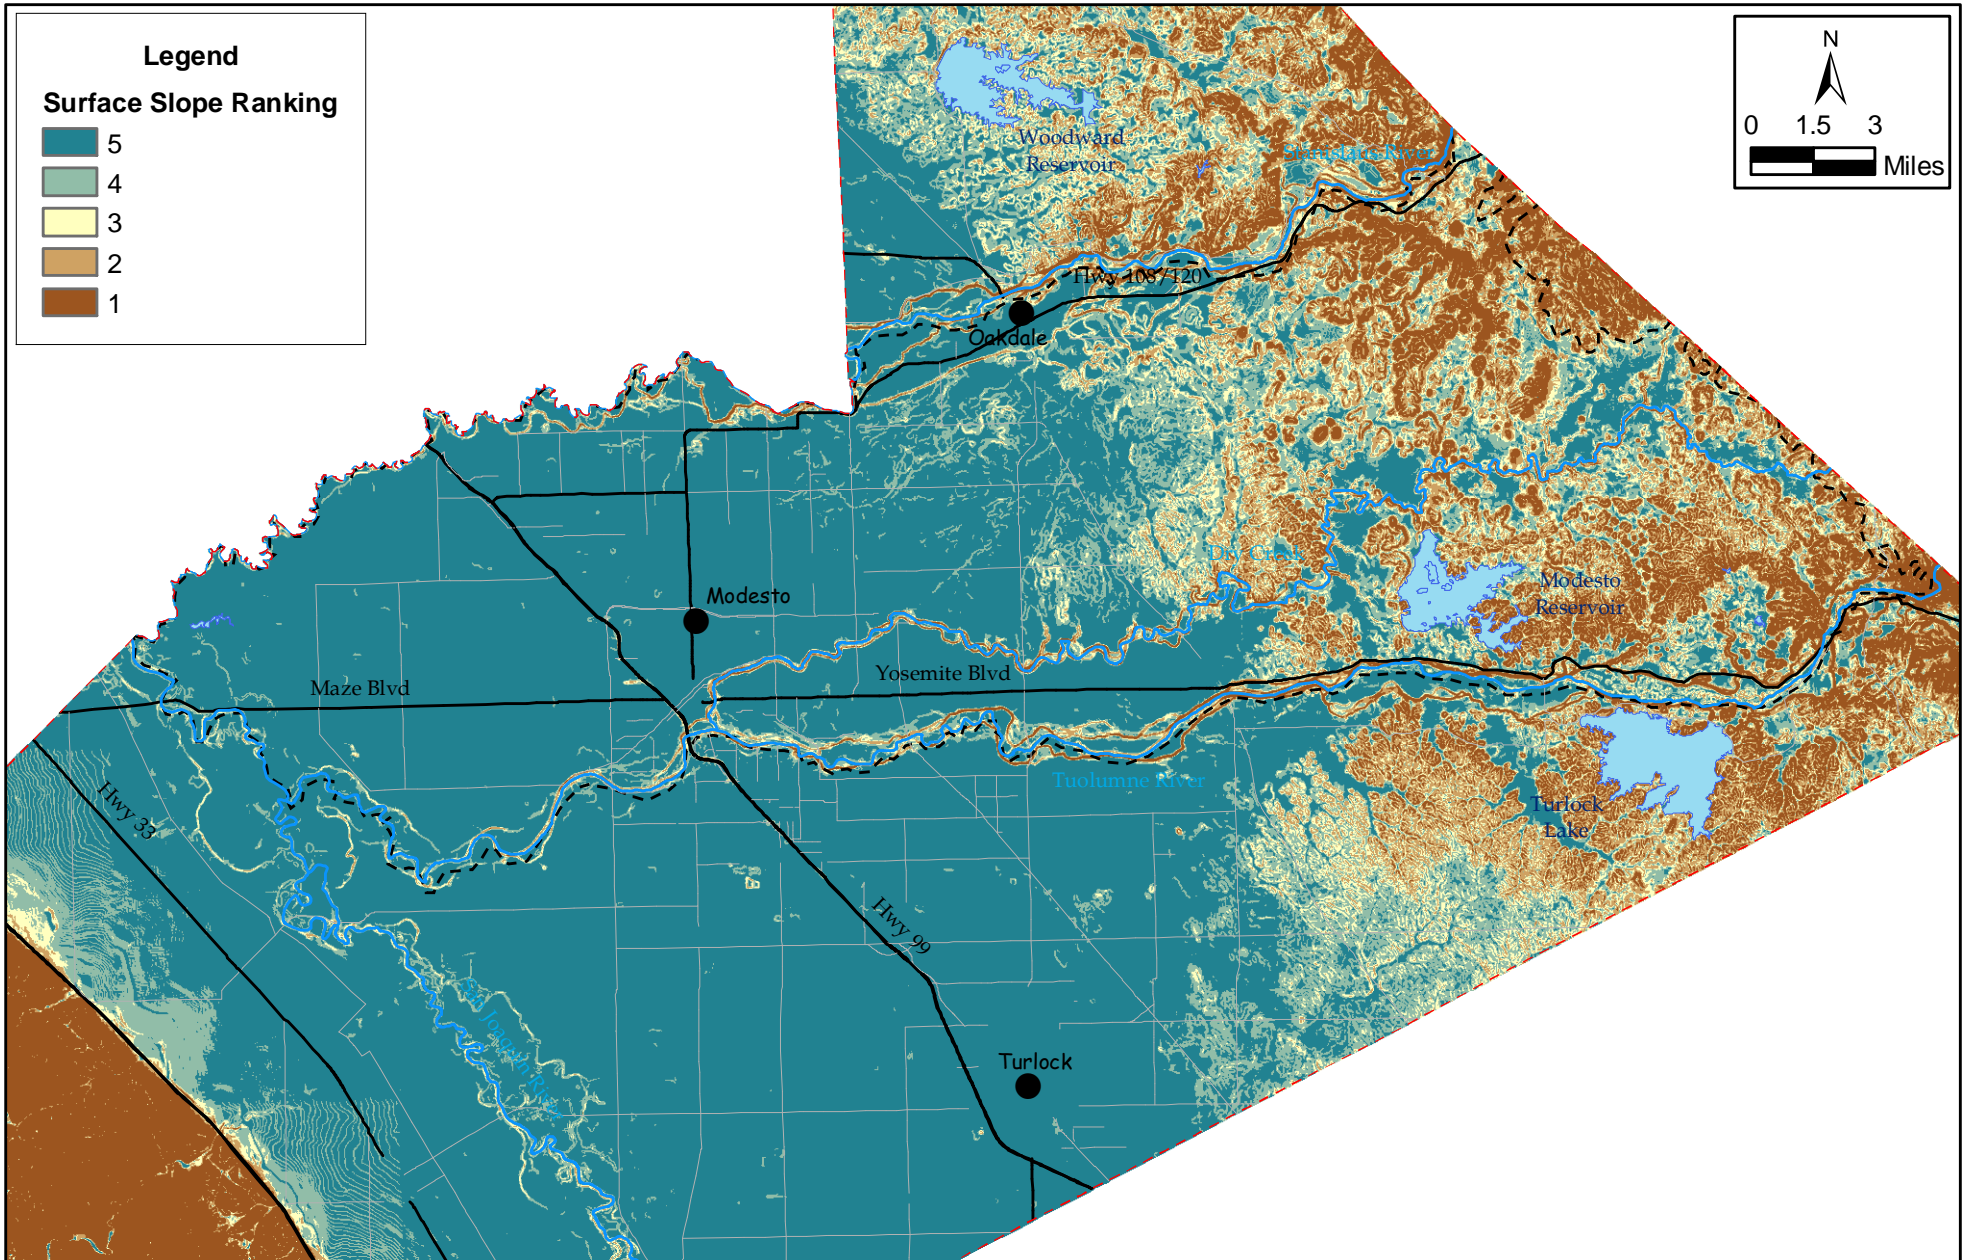 Legend
Surface Slope Ranking
5
4
3
2
1
N
0 1.5 3
Miles
Woodward
Reservoir
Stanislaus River
Hwy 108/120
Oakdale
Dry Creek
Modesto
Reservoir
Modesto
Maze Blvd
Yosemite Blvd
Tuolumne River
Turlock
Lake
Hwy 33
Hwy 99
San Joaquin River
Turlock